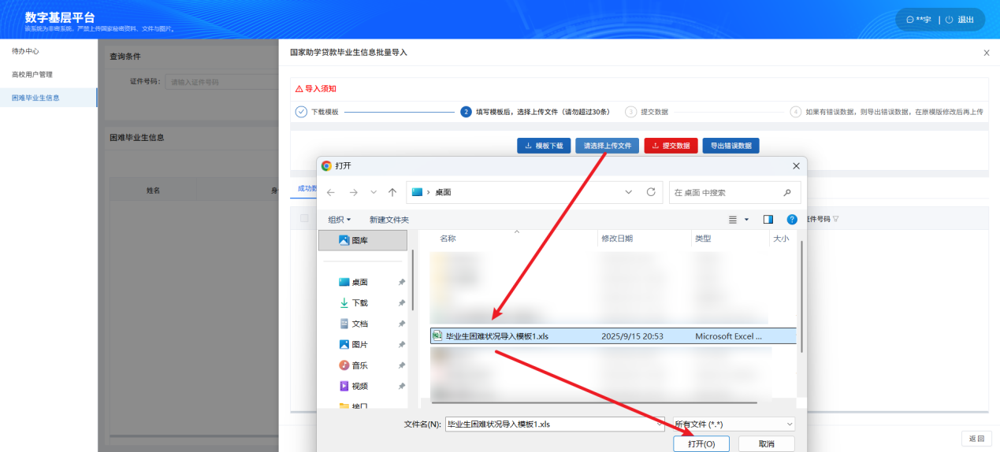 数字基层平台
该系统为非密系统，严禁上传国家秘密资料、文件与图片。
**宇 | 退出
待办中心
高校用户管理
困难毕业生信息
查询条件
证件号码： 请输入证件号码
困难毕业生信息
姓名 身
国家助学贷款毕业生信息批量导入
导入须知
下载模板 2 填写模板后，选择上传文件（请勿超过30条） 3 提交数据 4 如果有错误数据，则导出错误数据，在原模版修改后再上传
模板下载 请选择上传文件 提交数据 导出错误数据
成功数
证件号码
打开
桌面 在 桌面 中搜索
组织 新建文件夹
图库
桌面
下载
文档
图片
音乐
视频
接口
名称 修改日期 类型 大小
毕业生困难状况导入模板1.xls 2025/9/15 20:53 Microsoft Excel ...
文件名(N): 毕业生困难状况导入模板1.xls 所有文件 (*.*)
打开(O) 取消
返 回